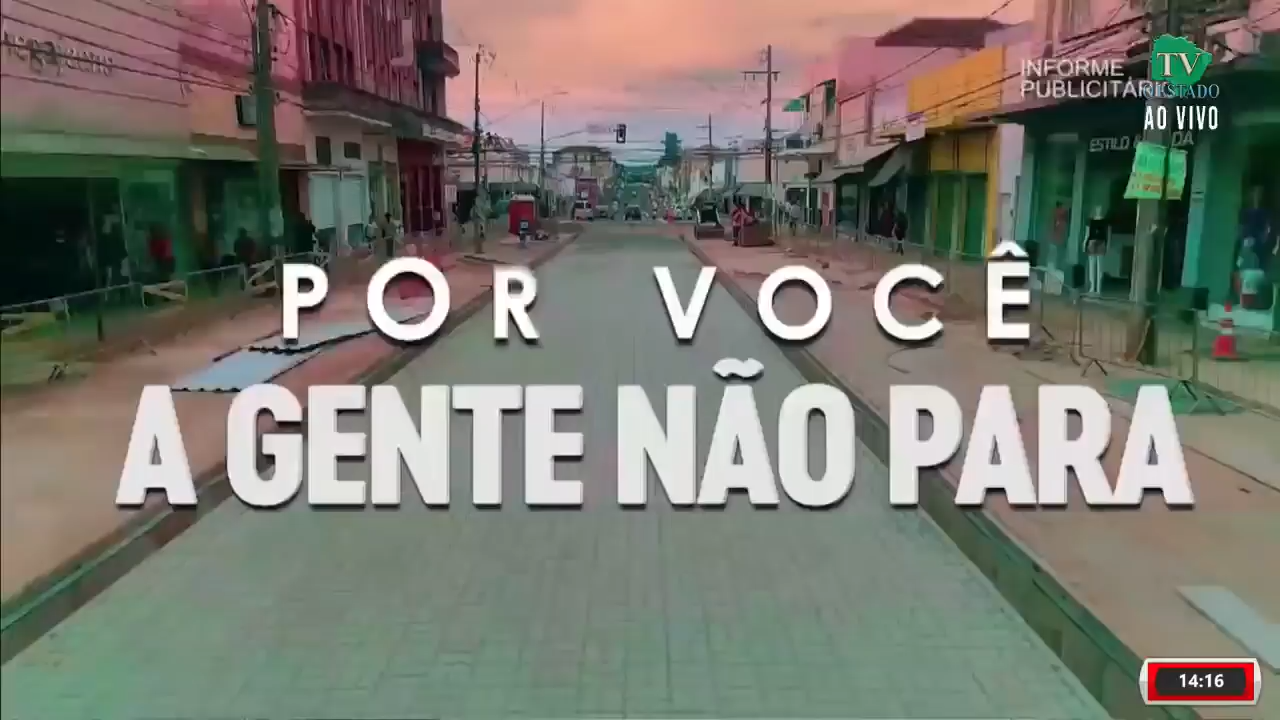 INFORME
PUBLICITÁRIO
TV
O ESTADO
AO VIVO
ESTILO
POR VOCÊ
A GENTE NÃO PARA
14:16